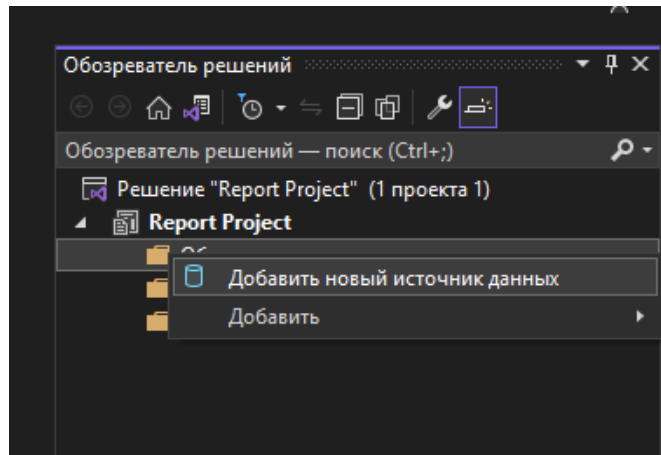 Обозреватель решений
Обозреватель решений — поиск (Ctrl+;)
Решение "Report Project" (1 проекта 1)
Report Project
Добавить новый источник данных
Добавить